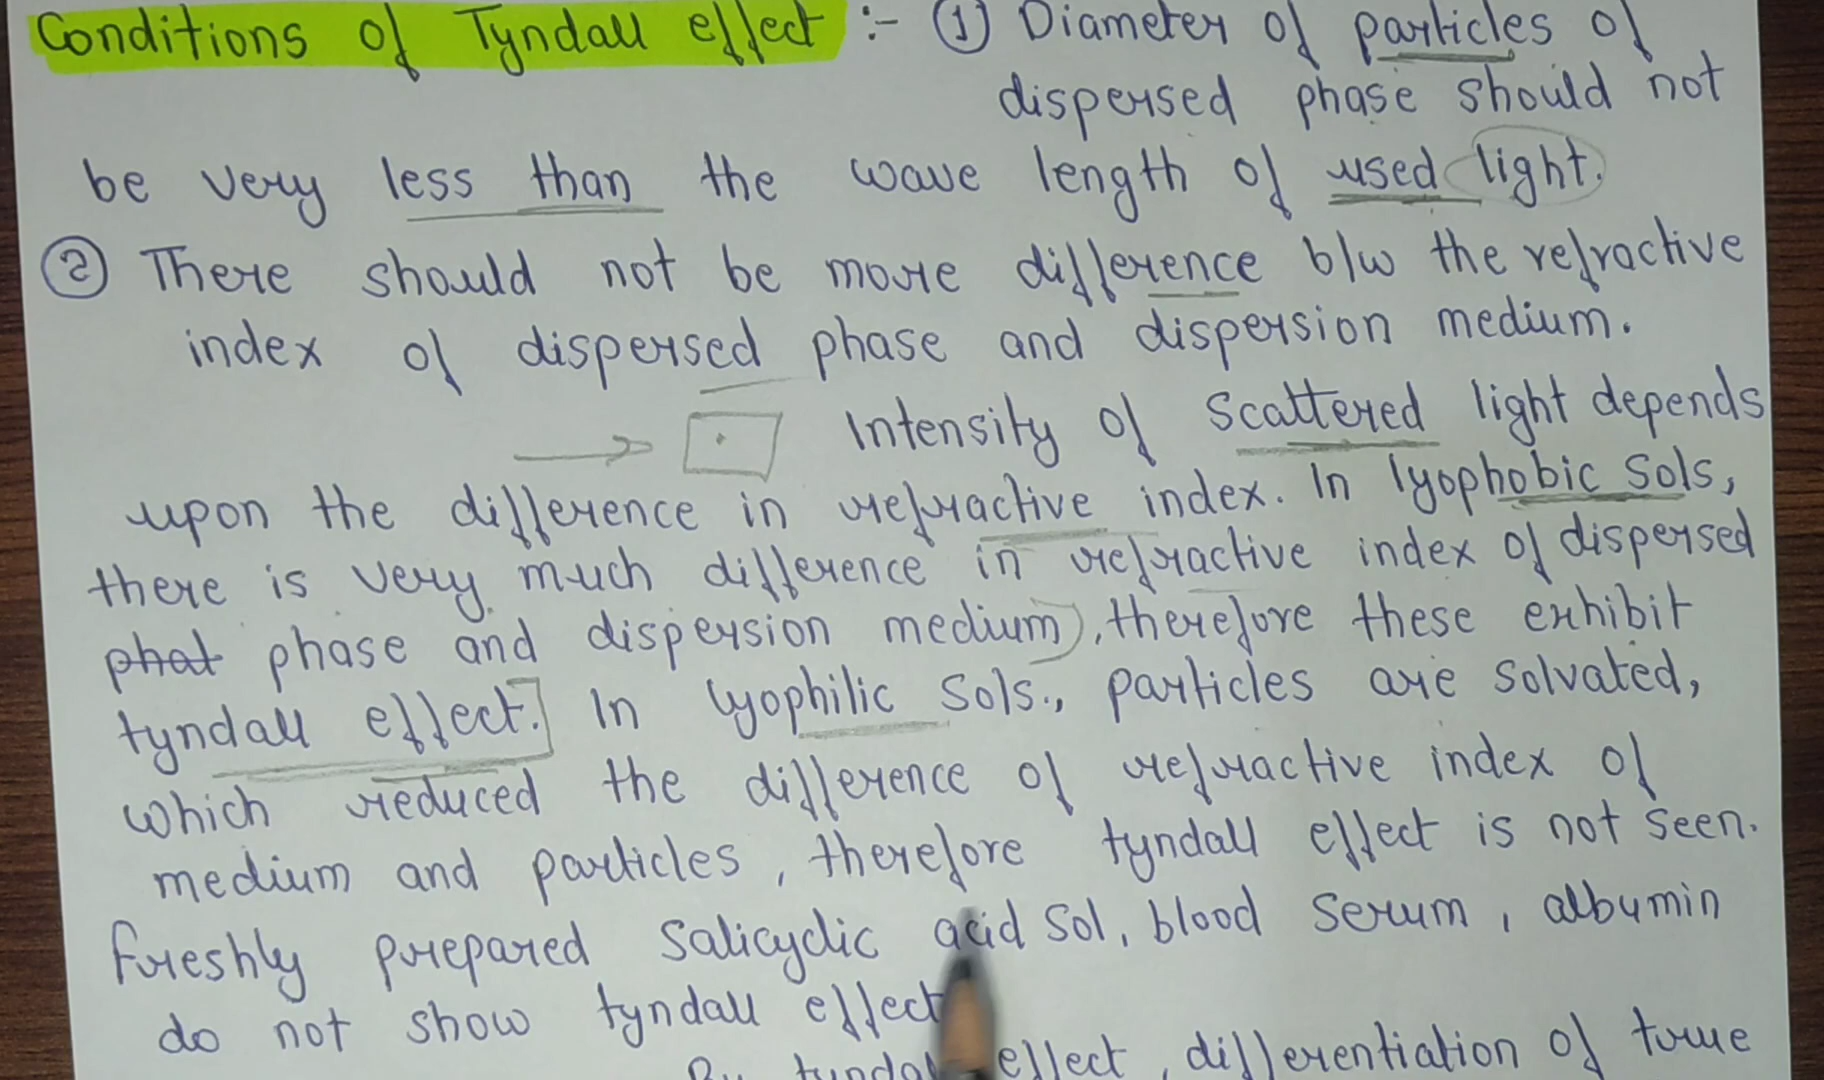 Conditions of Tyndall effect :- ① Diameter of particles of
dispersed phase should not
be very less than the wave length of used light.
② There should not be more difference b/w the refractive
index of dispersed phase and dispersion medium.
Intensity of scattered light depends
upon the difference in refractive index. In lyophobic sols,
there is very much difference in refractive index of dispersed
phat phase and dispersion medium, therefore these exhibit
tyndall effect. In lyophilic sols., particles are solvated,
which reduced the difference of refractive index of
medium and particles, therefore tyndall effect is not seen.
freshly prepared Salicyclic acid sol, blood serum, albumin
do not show tyndall effect
By tyndal effect, differentiation of true